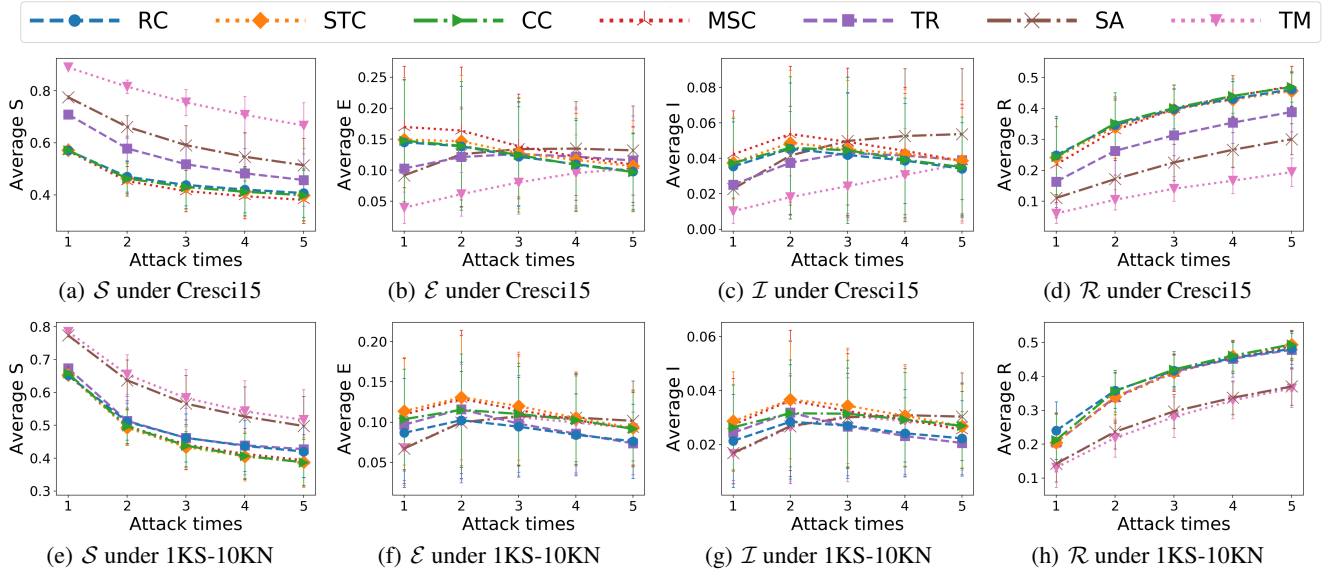 RC STC CC MSC TR SA TM
Average S
0.8
0.6
0.4
1 2 3 4 5
Attack times
(a) 𝒮 under Cresci15
Average E
0.25
0.20
0.15
0.10
0.05
1 2 3 4 5
Attack times
(b) ℰ under Cresci15
Average I
0.08
0.06
0.04
0.02
0.00
1 2 3 4 5
Attack times
(c) ℐ under Cresci15
Average R
0.5
0.4
0.3
0.2
0.1
1 2 3 4 5
Attack times
(d) ℛ under Cresci15
Average S
0.8
0.7
0.6
0.5
0.4
0.3
1 2 3 4 5
Attack times
(e) 𝒮 under 1KS-10KN
Average E
0.20
0.15
0.10
0.05
1 2 3 4 5
Attack times
(f) ℰ under 1KS-10KN
Average I
0.06
0.04
0.02
1 2 3 4 5
Attack times
(g) ℐ under 1KS-10KN
Average R
0.5
0.4
0.3
0.2
0.1
1 2 3 4 5
Attack times
(h) ℛ under 1KS-10KN